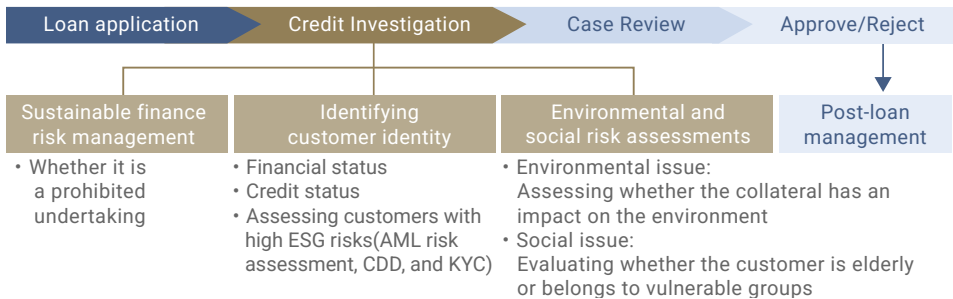 Loan application
Credit Investigation
Case Review
Approve/Reject
Sustainable finance
risk management
• Whether it is
a prohibited
undertaking
Identifying
customer identity
• Financial status
• Credit status
• Assessing customers with
high ESG risks(AML risk
assessment, CDD, and KYC)
Environmental and
social risk assessments
• Environmental issue:
Assessing whether the collateral has an
impact on the environment
• Social issue:
Evaluating whether the customer is elderly
or belongs to vulnerable groups
Post-loan
management